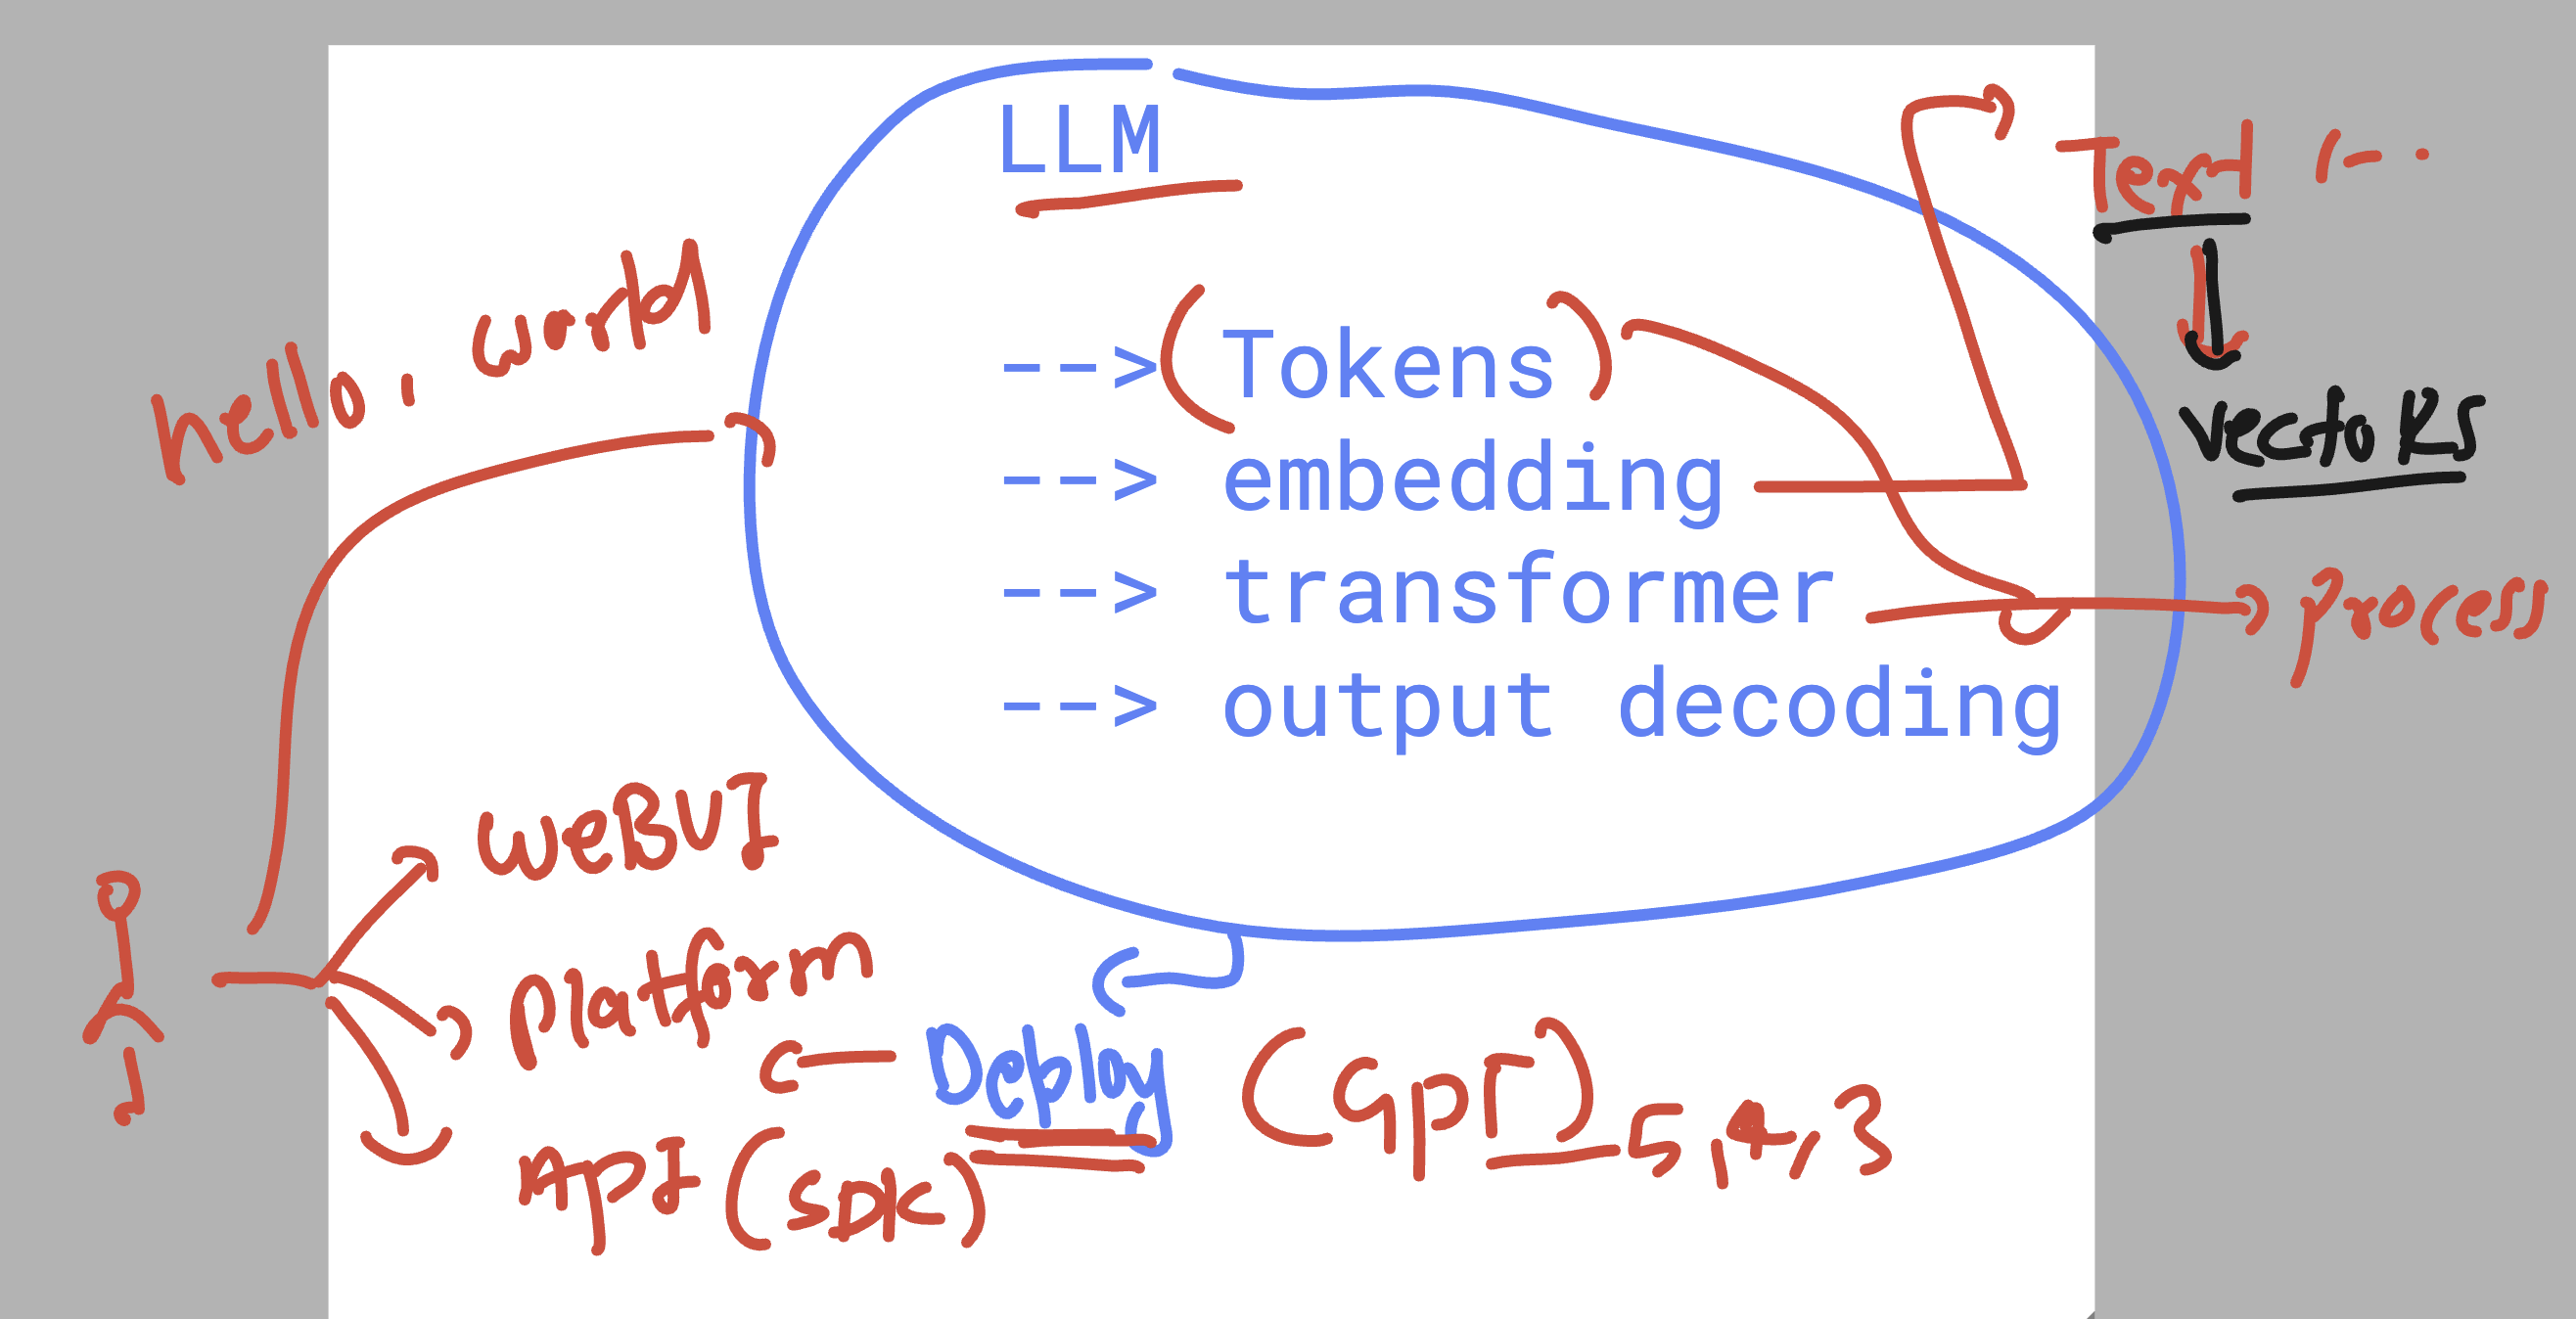 LLM
Text
hello, world
--> (Tokens)
--> embedding
vectoRs
--> transformer
process
--> output decoding
WeBUI
platform
Deploy (GpT) 5,4,3
ApI (SDK)